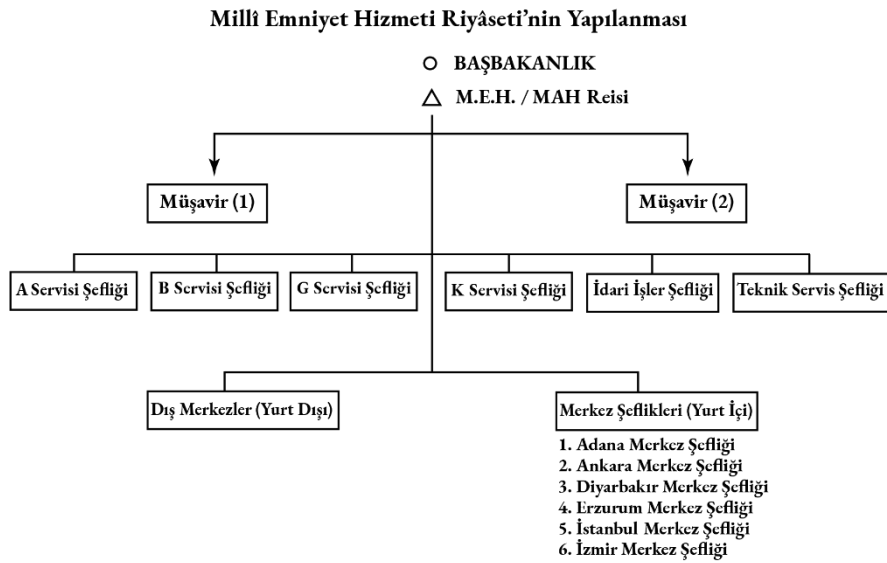 Millî Emniyet Hizmeti Riyâseti’nin Yapılanması
BAŞBAKANLIK
M.E.H. / MAH Reisi
Müşavir (1)
Müşavir (2)
A Servisi Şefliği
B Servisi Şefliği
G Servisi Şefliği
K Servisi Şefliği
İdari İşler Şefliği
Teknik Servis Şefliği
Dış Merkezler (Yurt Dışı)
Merkez Şeflikleri (Yurt İçi)
1. Adana Merkez Şefliği
2. Ankara Merkez Şefliği
3. Diyarbakır Merkez Şefliği
4. Erzurum Merkez Şefliği
5. İstanbul Merkez Şefliği
6. İzmir Merkez Şefliği